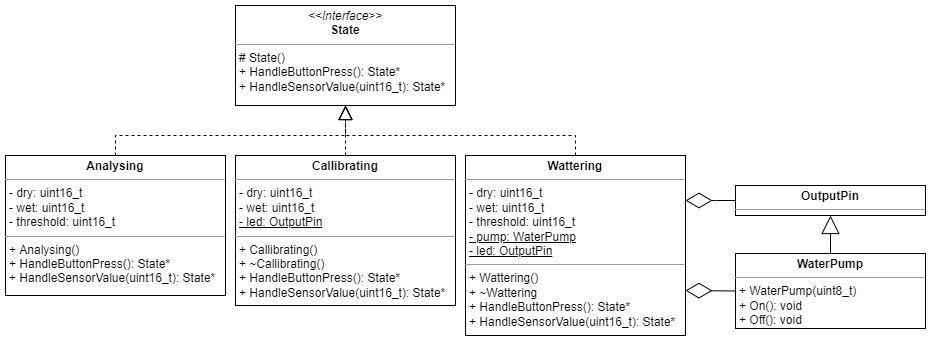 <<Interface>>
State
# State()
+ HandleButtonPress(): State*
+ HandleSensorValue(uint16_t): State*
Analysing
- dry: uint16_t
- wet: uint16_t
- threshold: uint16_t
+ Analysing()
+ HandleButtonPress(): State*
+ HandleSensorValue(uint16_t): State*
Callibrating
- dry: uint16_t
- wet: uint16_t
- led: OutputPin
+ Callibrating()
+ ~Callibrating()
+ HandleButtonPress(): State*
+ HandleSensorValue(uint16_t): State*
Wattering
- dry: uint16_t
- wet: uint16_t
- threshold: uint16_t
- pump: WaterPump
- led: OutputPin
+ Wattering()
+ ~Wattering
+ HandleButtonPress(): State*
+ HandleSensorValue(uint16_t): State*
OutputPin
WaterPump
+ WaterPump(uint8_t)
+ On(): void
+ Off(): void